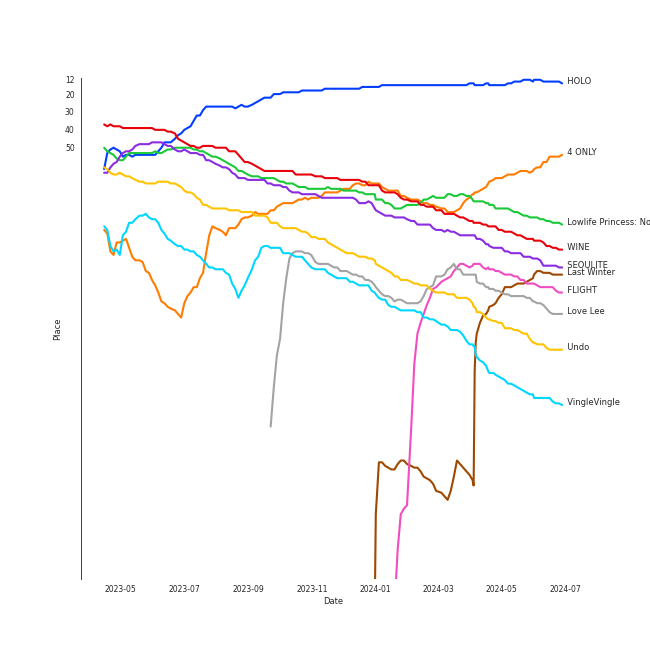 12
20
30
40
50
Place
HOLO
4 ONLY
Lowlife Princess: No
WINE
SEOULITE
Last Winter
FLIGHT
Love Lee
Undo
VingleVingle
2023-05 2023-07 2023-09 2023-11 2024-01 2024-03 2024-05 2024-07
Date